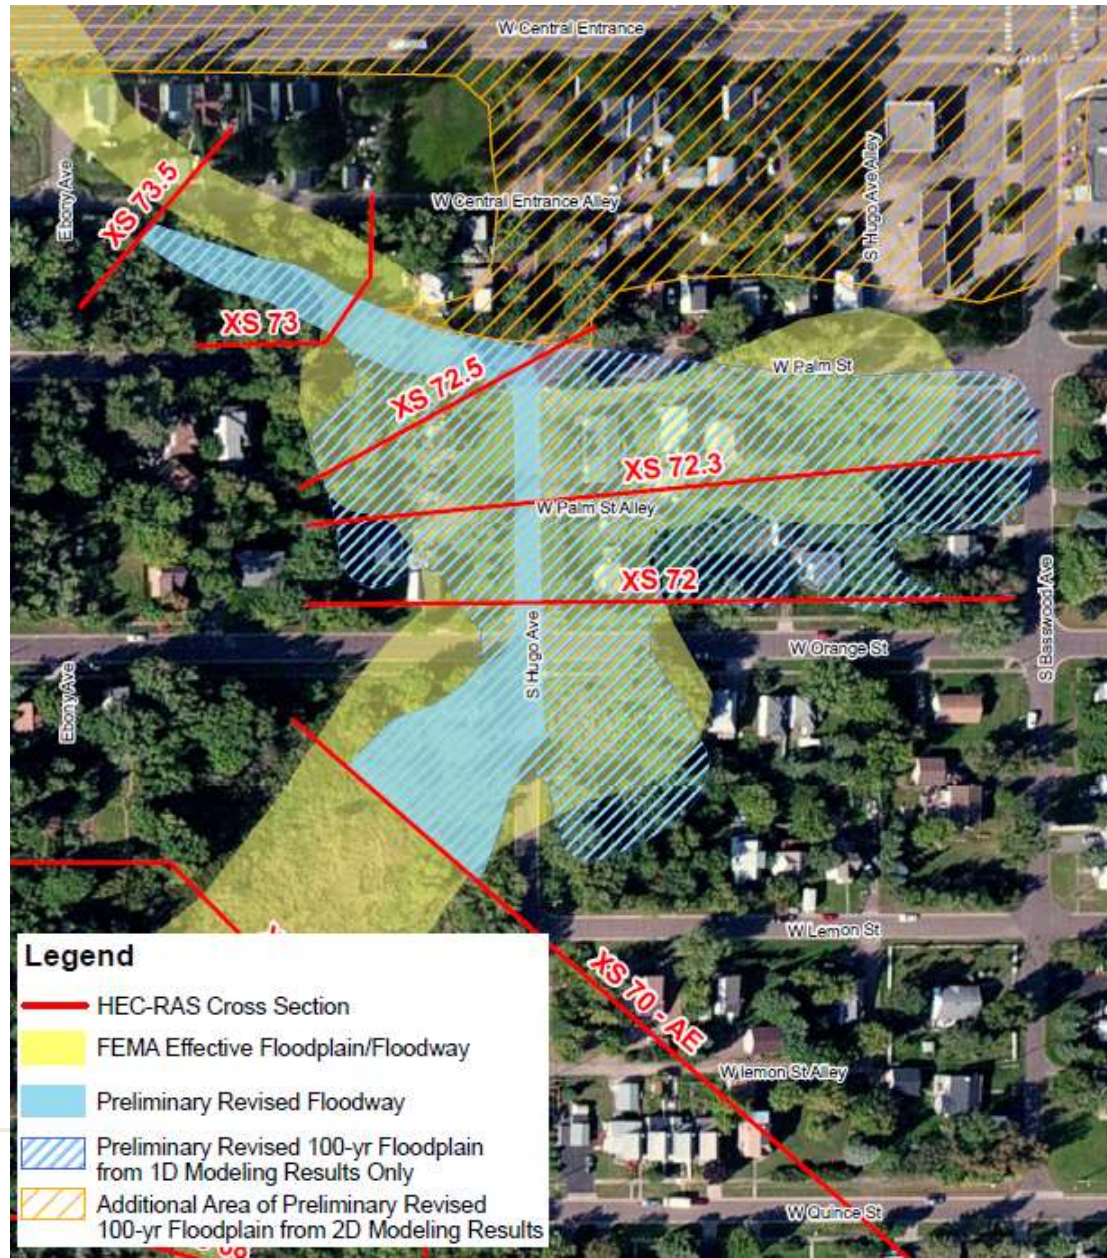 W Central Entrance
Ebony Ave
XS 73.5
W Central Entrance Alley
S Hugo Ave Alley
XS 73
XS 72.5
W Palm St
XS 72.3
W Palm St Alley
XS 72
S Hugo Ave
W Orange St
S Basswood Ave
Ebony Ave
W Lemon St
XS 70 - AE
W lemon St Alley
W Quince St
Legend
HEC-RAS Cross Section
FEMA Effective Floodplain/Floodway
Preliminary Revised Floodway
Preliminary Revised 100-yr Floodplain
from 1D Modeling Results Only
Additional Area of Preliminary Revised
100-yr Floodplain from 2D Modeling Results